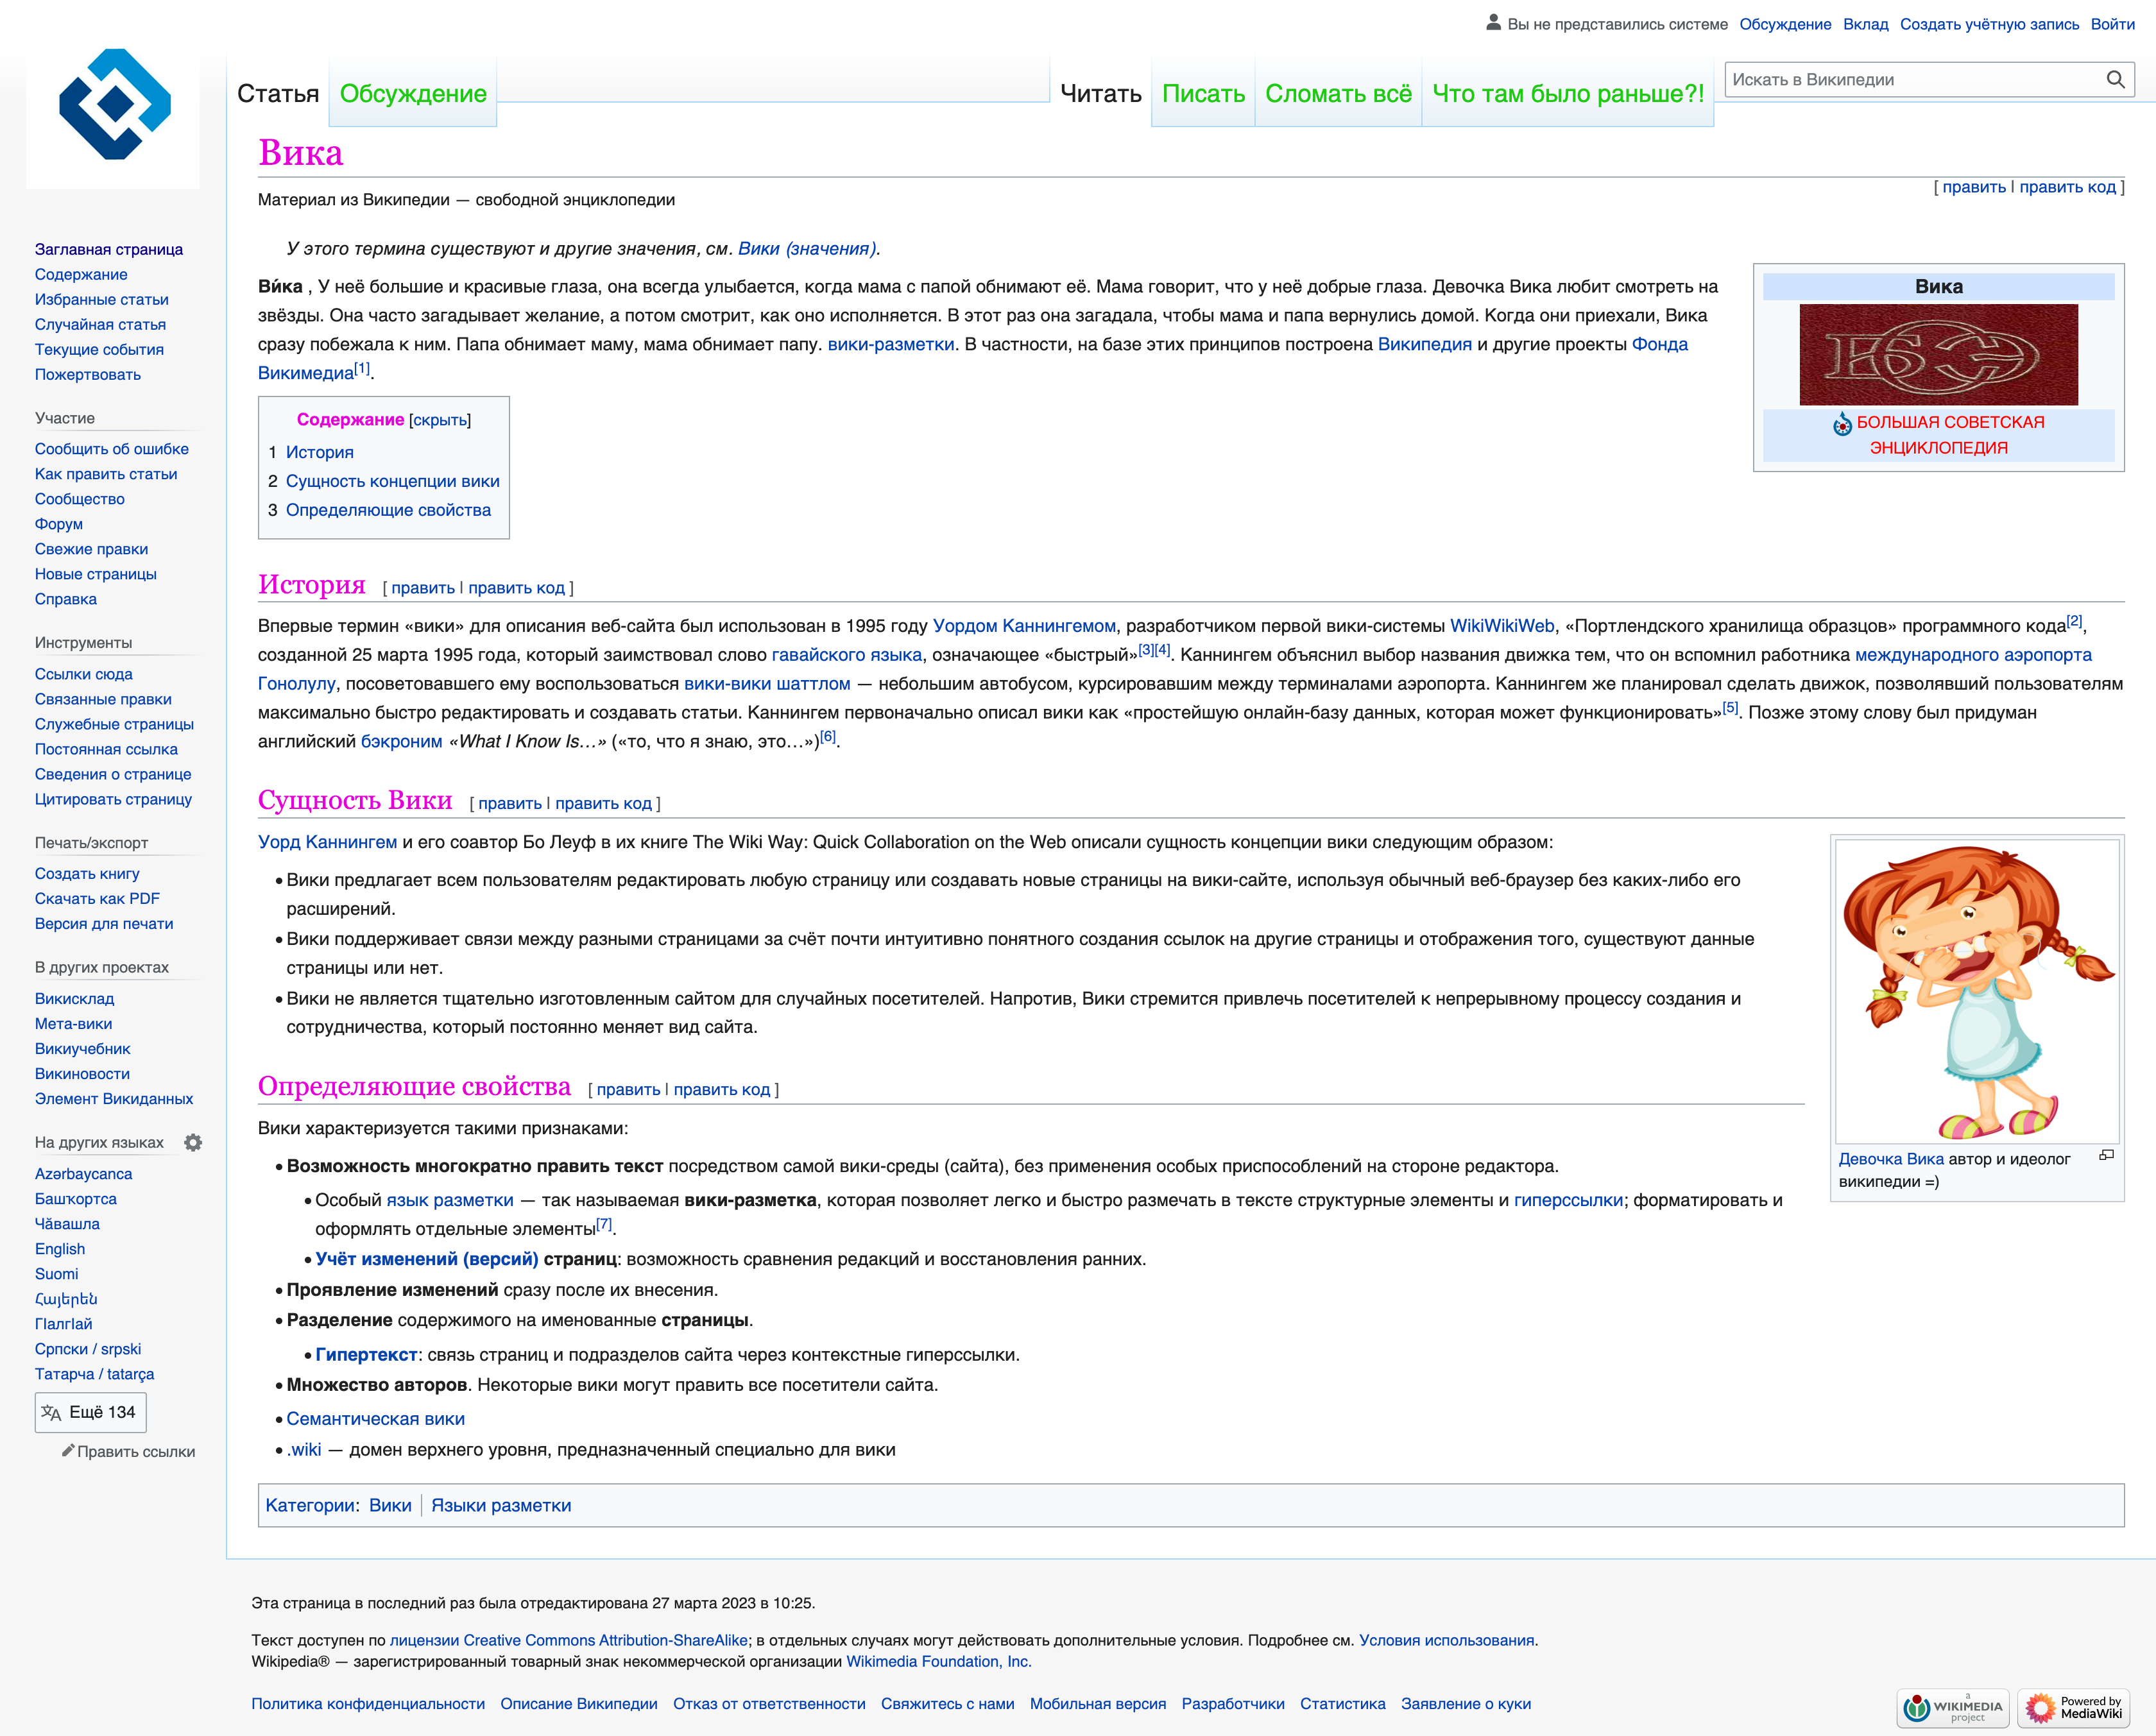 Вы не представились системе Обсуждение Вклад Создать учётную запись Войти
Статья Обсуждение Читать Писать Сломать всё Что там было раньше?! Искать в Википедии
Вика
[ править | править код ]
Материал из Википедии — свободной энциклопедии
У этого термина существуют и другие значения, см. Вики (значения).
Ви́ка , У неё большие и красивые глаза, она всегда улыбается, когда мама с папой обнимают её. Мама говорит, что у неё добрые глаза. Девочка Вика любит смотреть на
звёзды. Она часто загадывает желание, а потом смотрит, как оно исполняется. В этот раз она загадала, чтобы мама и папа вернулись домой. Когда они приехали, Вика
сразу побежала к ним. Папа обнимает маму, мама обнимает папу. вики-разметки. В частности, на базе этих принципов построена Википедия и другие проекты Фонда
Викимедиа[1].
Вика
БСЭ
БОЛЬШАЯ СОВЕТСКАЯ
ЭНЦИКЛОПЕДИЯ
Содержание [скрыть]
1 История
2 Сущность концепции вики
3 Определяющие свойства
История [ править | править код ]
Впервые термин «вики» для описания веб-сайта был использован в 1995 году Уордом Каннингемом, разработчиком первой вики-системы WikiWikiWeb, «Портлендского хранилища образцов» программного кода[2],
созданной 25 марта 1995 года, который заимствовал слово гавайского языка, означающее «быстрый»[3][4]. Каннингем объяснил выбор названия движка тем, что он вспомнил работника международного аэропорта
Гонолулу, посоветовавшего ему воспользоваться вики-вики шаттлом — небольшим автобусом, курсировавшим между терминалами аэропорта. Каннингем же планировал сделать движок, позволявший пользователям
максимально быстро редактировать и создавать статьи. Каннингем первоначально описал вики как «простейшую онлайн-базу данных, которая может функционировать»[5]. Позже этому слову был придуман
английский бэкроним «What I Know Is…» («то, что я знаю, это…»)[6].
Сущность Вики [ править | править код ]
Уорд Каннингем и его соавтор Бо Леуф в их книге The Wiki Way: Quick Collaboration on the Web описали сущность концепции вики следующим образом:
• Вики предлагает всем пользователям редактировать любую страницу или создавать новые страницы на вики-сайте, используя обычный веб-браузер без каких-либо его
расширений.
• Вики поддерживает связи между разными страницами за счёт почти интуитивно понятного создания ссылок на другие страницы и отображения того, существуют данные
страницы или нет.
• Вики не является тщательно изготовленным сайтом для случайных посетителей. Напротив, Вики стремится привлечь посетителей к непрерывному процессу создания и
сотрудничества, который постоянно меняет вид сайта.
Девочка Вика автор и идеолог
википедии =)
Определяющие свойства [ править | править код ]
Вики характеризуется такими признаками:
• Возможность многократно править текст посредством самой вики-среды (сайта), без применения особых приспособлений на стороне редактора.
• Особый язык разметки — так называемая вики-разметка, которая позволяет легко и быстро размечать в тексте структурные элементы и гиперссылки; форматировать и
оформлять отдельные элементы[7].
• Учёт изменений (версий) страниц: возможность сравнения редакций и восстановления ранних.
• Проявление изменений сразу после их внесения.
• Разделение содержимого на именованные страницы.
• Гипертекст: связь страниц и подразделов сайта через контекстные гиперссылки.
• Множество авторов. Некоторые вики могут править все посетители сайта.
• Семантическая вики
• .wiki — домен верхнего уровня, предназначенный специально для вики
Категории: Вики | Языки разметки
Заглавная страница
Содержание
Избранные статьи
Случайная статья
Текущие события
Пожертвовать
Участие
Сообщить об ошибке
Как править статьи
Сообщество
Форум
Свежие правки
Новые страницы
Справка
Инструменты
Ссылки сюда
Связанные правки
Служебные страницы
Постоянная ссылка
Сведения о странице
Цитировать страницу
Печать/экспорт
Создать книгу
Скачать как PDF
Версия для печати
В других проектах
Викисклад
Мета-вики
Викиучебник
Викиновости
Элемент Викиданных
На других языках
Azərbaycanca
Башҡортса
Чӑвашла
English
Suomi
Հայերեն
ГӀалгӀай
Српски / srpski
Татарча / tatarça
Ещё 134
Править ссылки
Эта страница в последний раз была отредактирована 27 марта 2023 в 10:25.
Текст доступен по лицензии Creative Commons Attribution-ShareAlike; в отдельных случаях могут действовать дополнительные условия. Подробнее см. Условия использования.
Wikipedia® — зарегистрированный товарный знак некоммерческой организации Wikimedia Foundation, Inc.
Политика конфиденциальности Описание Википедии Отказ от ответственности Свяжитесь с нами Мобильная версия Разработчики Статистика Заявление о куки
a
WIKIMEDIA
project
Powered by
MediaWiki